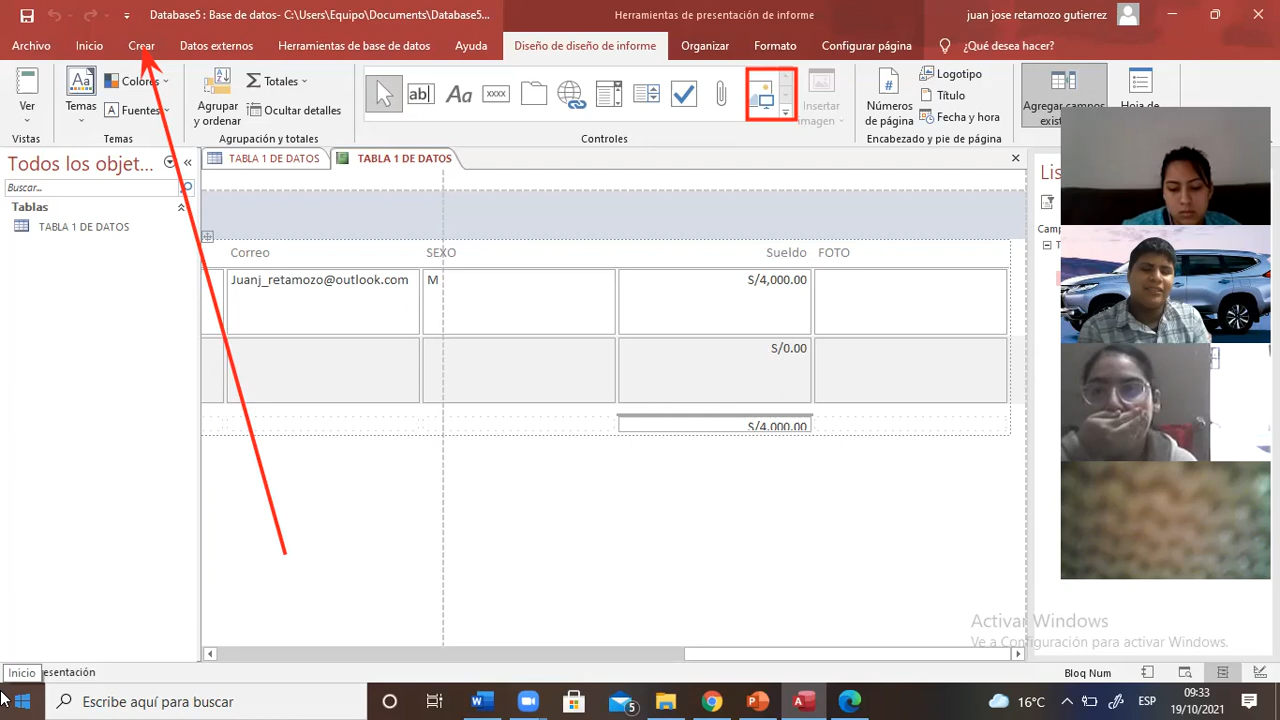 Database5 : Base de datos- C:\Users\Equipo\Documents\Database5...
Herramientas de presentación de informe
juan jose retamozo gutierrez
Archivo Inicio Crear Datos externos Herramientas de base de datos Ayuda Diseño de diseño de informe Organizar Formato Configurar página ¿Qué desea hacer?
Ver
Vistas
Aa
Temas
Colores
A Fuentes
Temas
Agrupar
y ordenar
Totales
Ocultar detalles
Agrupación y totales
ab
Aa
xxxx
Controles
Insertar
imagen
#
Números
de página
Logotipo
Título
Fecha y hora
Encabezado y pie de página
Agregar campos
Hoja de
Todos los objet...
Buscar...
Tablas
TABLA 1 DE DATOS
TABLA 1 DE DATOS
TABLA 1 DE DATOS
Correo SEXO Sueldo FOTO
Juanj_retamozo@outlook.com M S/4,000.00
S/0.00
S/4,000.00
Lis
Camp
Activar Windows
Ve a Configuración para activar Windows.
Inicio
Bloq Num
Escribe aquí para buscar
5
16°C
ESP
09:33
19/10/2021